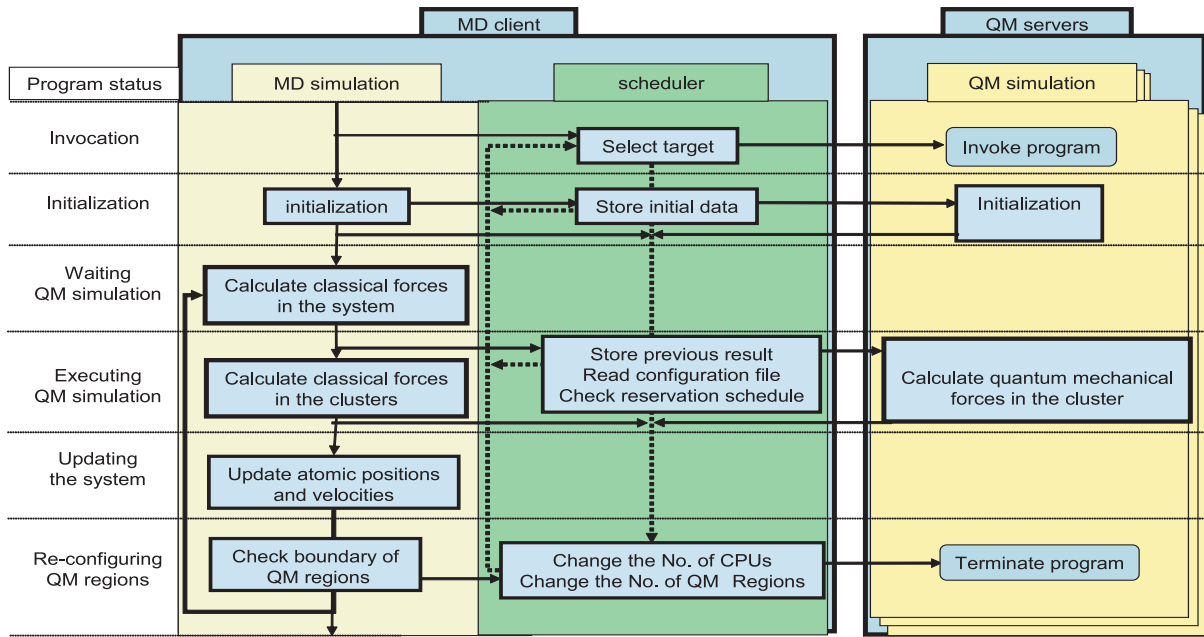 MD client
QM servers
Program status
MD simulation
scheduler
QM simulation
Invocation
Select target
Invoke program
Initialization
initialization
Store initial data
Initialization
Waiting
QM simulation
Calculate classical forces
in the system
Executing
QM simulation
Calculate classical forces
in the clusters
Store previous result
Read configuration file
Check reservation schedule
Calculate quantum mechanical
forces in the cluster
Updating
the system
Update atomic positions
and velocities
Re-configuring
QM regions
Check boundary of
QM regions
Change the No. of CPUs
Change the No. of QM Regions
Terminate program